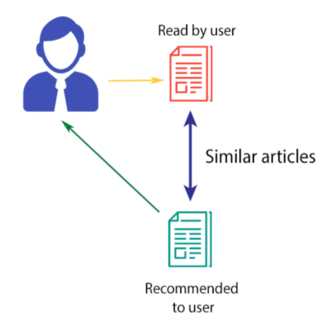 Read by user
Similar articles
Recommended
to user